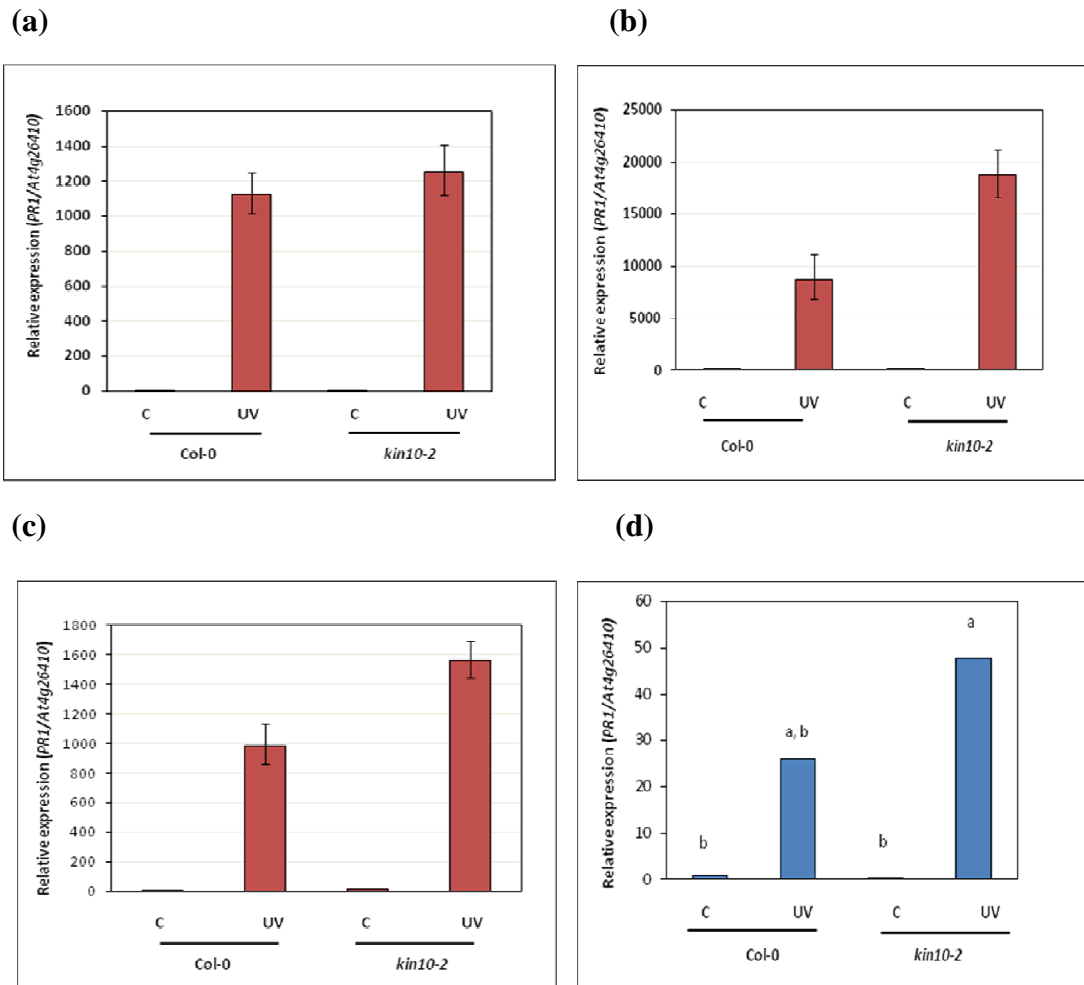 (a)
Relative expression (PR1/At4g26410)
1600
1400
1200
1000
800
600
400
200
0
C UV C UV
Col-0 kin10-2
(b)
Relative expression (PR1/At4g26410)
25000
20000
15000
10000
5000
0
C UV C UV
Col-0 kin10-2
(c)
Relative expression (PR1/At4g26410)
1800
1600
1400
1200
1000
800
600
400
200
0
C UV C UV
Col-0 kin10-2
(d)
Relative expression (PR1/At4g26410)
60
50
40
30
20
10
0
b a, b b a
C UV C UV
Col-0 kin10-2